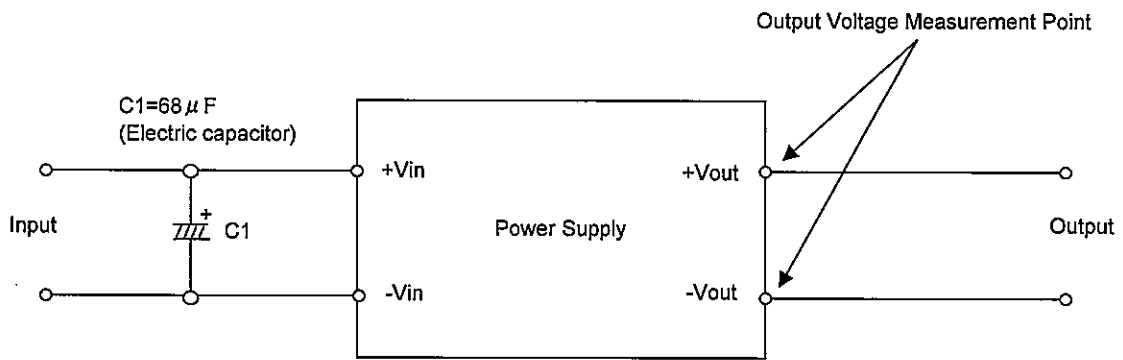 Output Voltage Measurement Point
C1=68μF
(Electric capacitor)
+Vin
+Vout
Input
+
C1
Power Supply
Output
-Vin
-Vout